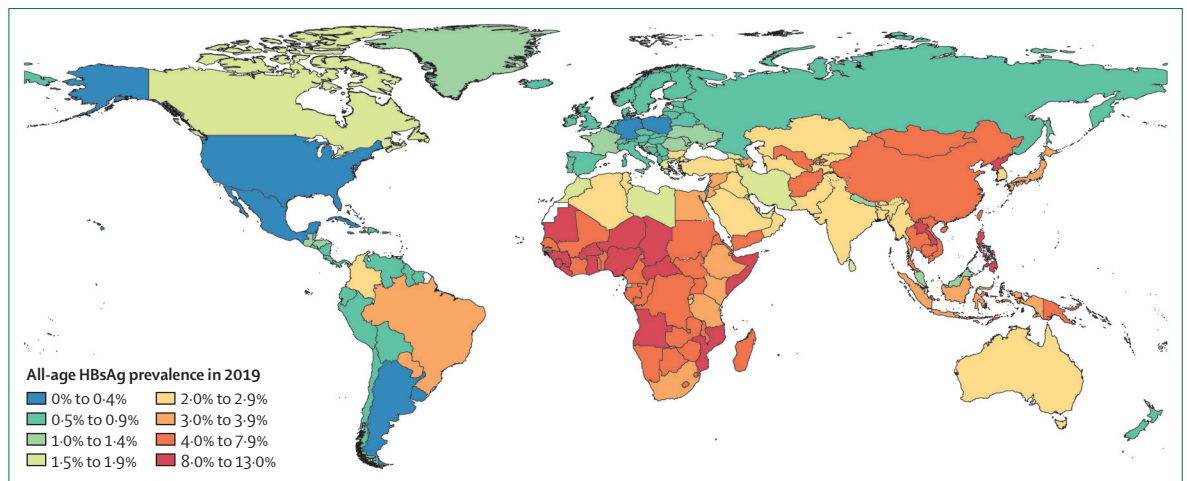 All-age HBsAg prevalence in 2019
0% to 0·4%
0·5% to 0·9%
1·0% to 1·4%
1·5% to 1·9%
2·0% to 2·9%
3·0% to 3·9%
4·0% to 7·9%
8·0% to 13·0%